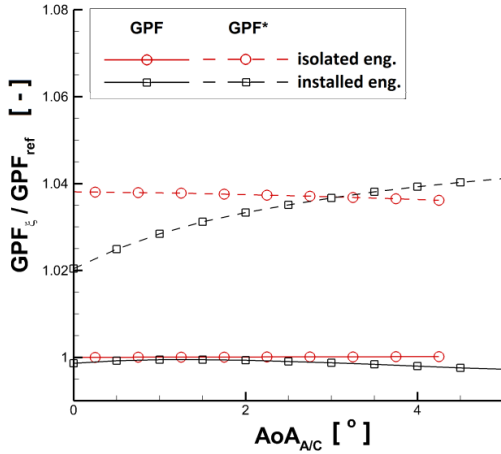 1.08
GPF GPF*
isolated eng.
installed eng.
1.06
GPFξ / GPFref [ - ]
1.04
1.02
1
0 2 4
AoAA/C [ ° ]